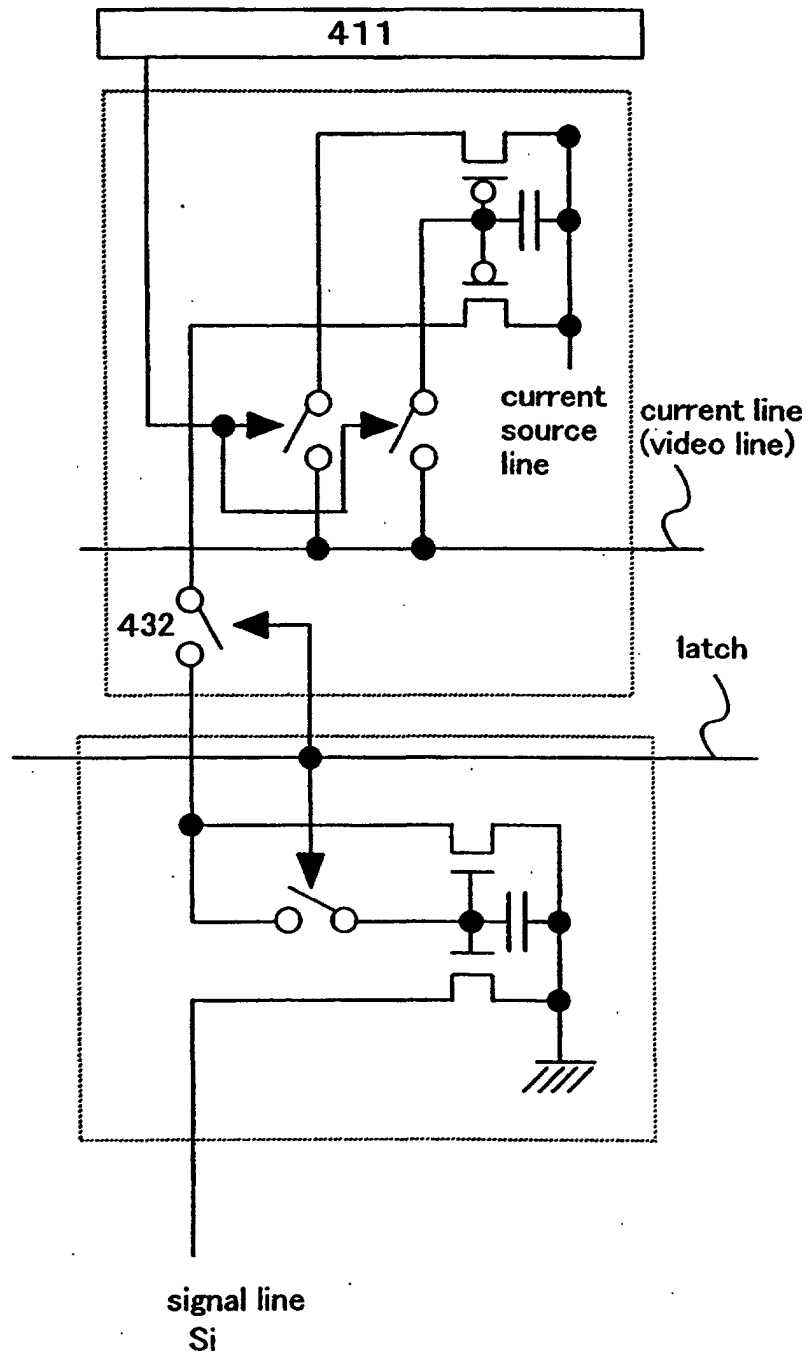 411
current
source
line
current line
(video line)
432
latch
signal line
Si